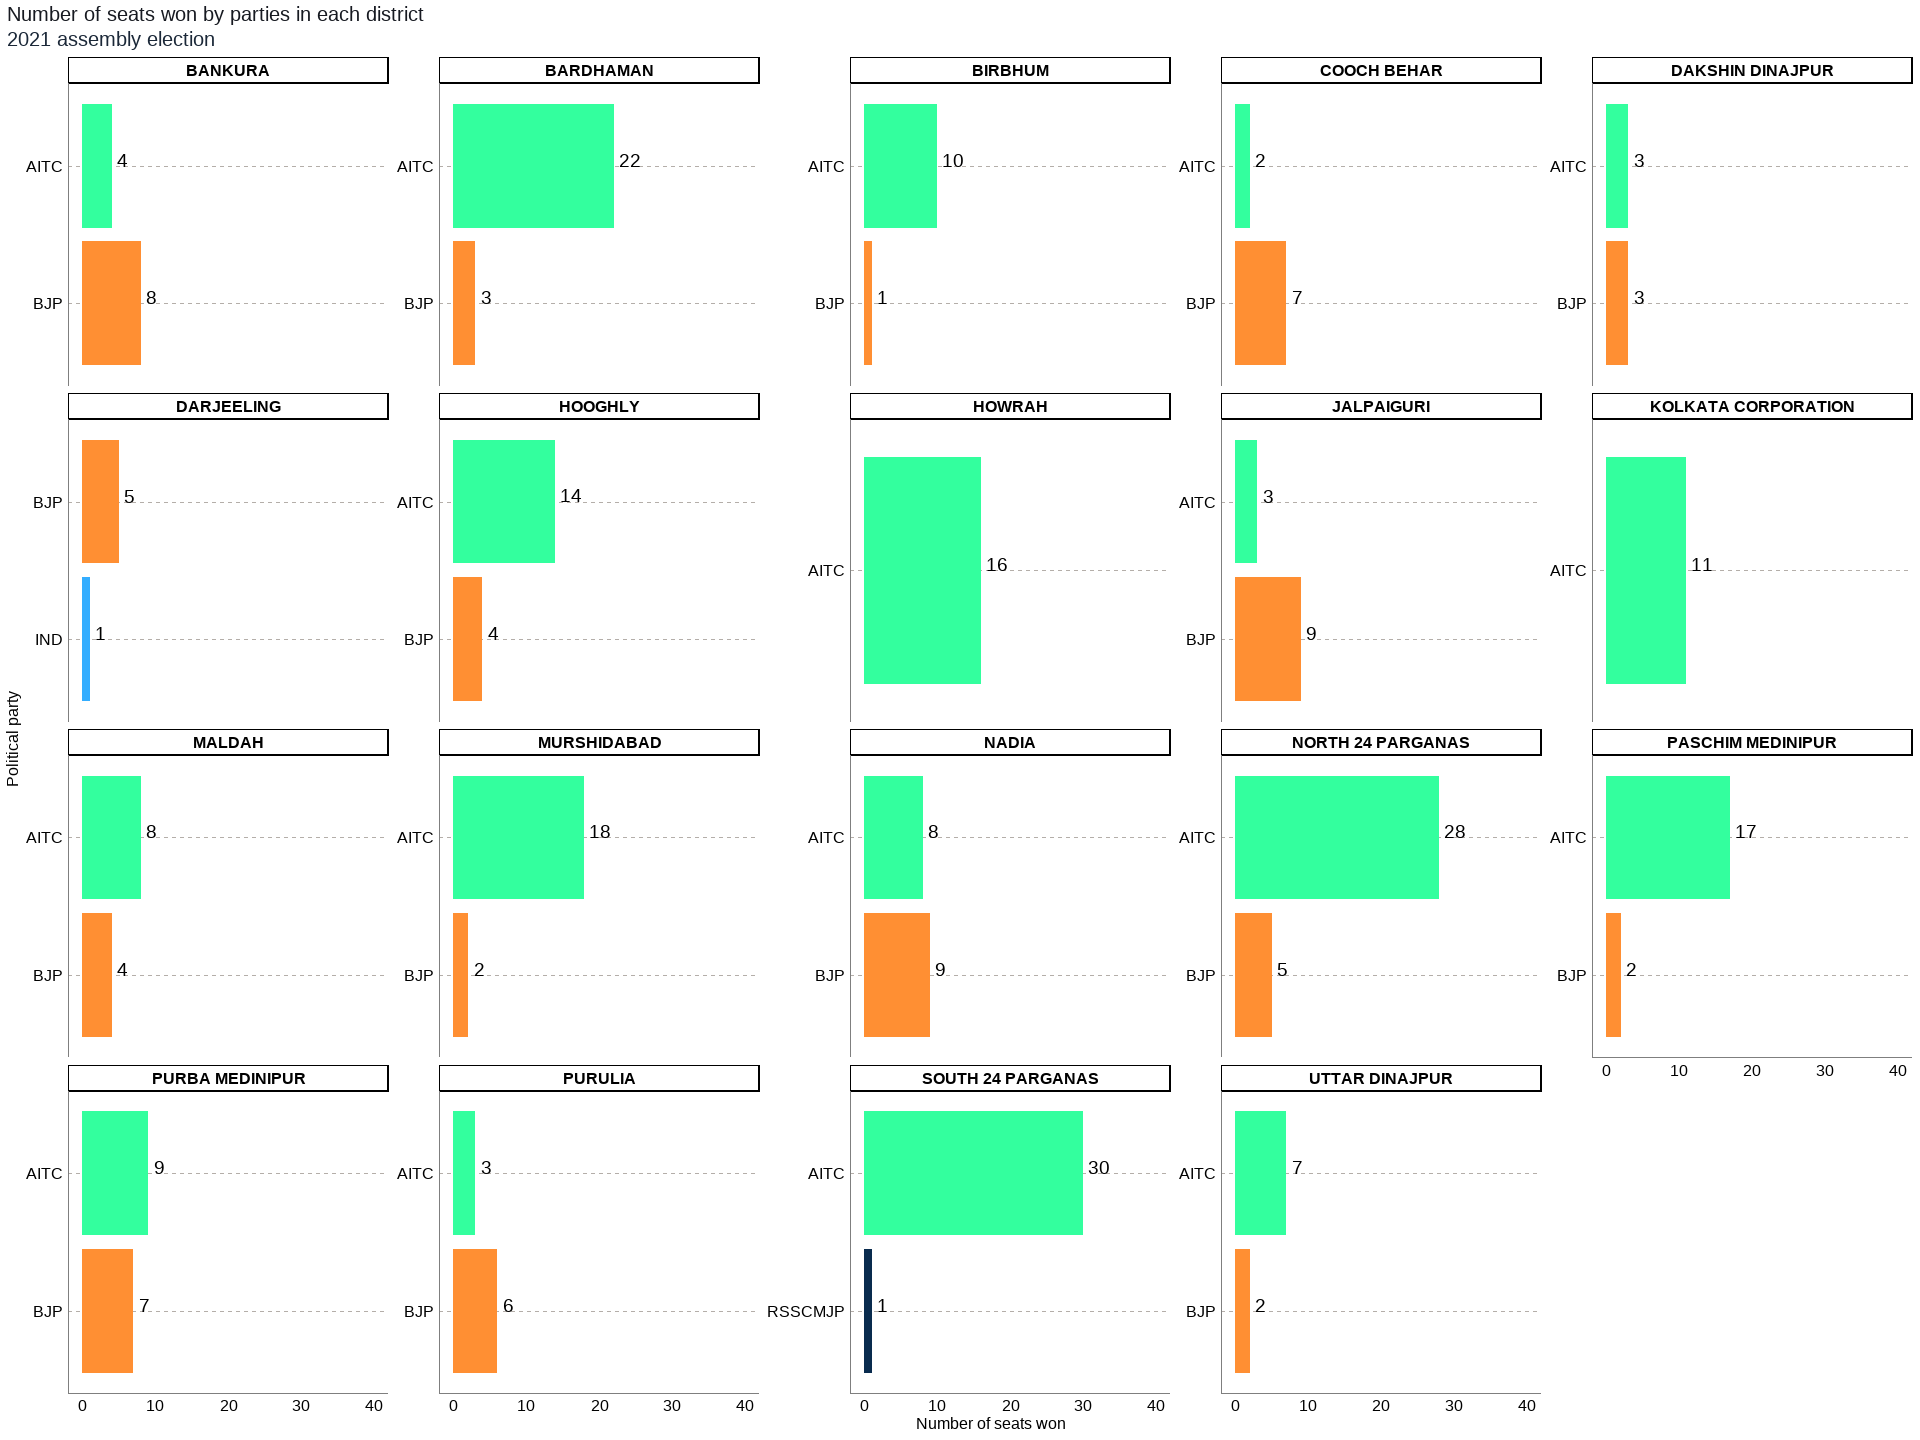 Number of seats won by parties in each district
2021 assembly election
BANKURA
AITC 4
BJP 8
BARDHAMAN
AITC 22
BJP 3
BIRBHUM
AITC 10
BJP 1
COOCH BEHAR
AITC 2
BJP 7
DAKSHIN DINAJPUR
AITC 3
BJP 3
DARJEELING
BJP 5
IND 1
HOOGHLY
AITC 14
BJP 4
HOWRAH
AITC 16
JALPAIGURI
AITC 3
BJP 9
KOLKATA CORPORATION
AITC 11
Political party
MALDAH
AITC 8
BJP 4
MURSHIDABAD
AITC 18
BJP 2
NADIA
AITC 8
BJP 9
NORTH 24 PARGANAS
AITC 28
BJP 5
PASCHIM MEDINIPUR
AITC 17
BJP 2
0 10 20 30 40
PURBA MEDINIPUR
AITC 9
BJP 7
0 10 20 30 40
PURULIA
AITC 3
BJP 6
0 10 20 30 40
SOUTH 24 PARGANAS
AITC 30
RSSCMJP 1
0 10 20 30 40
UTTAR DINAJPUR
AITC 7
BJP 2
0 10 20 30 40
Number of seats won